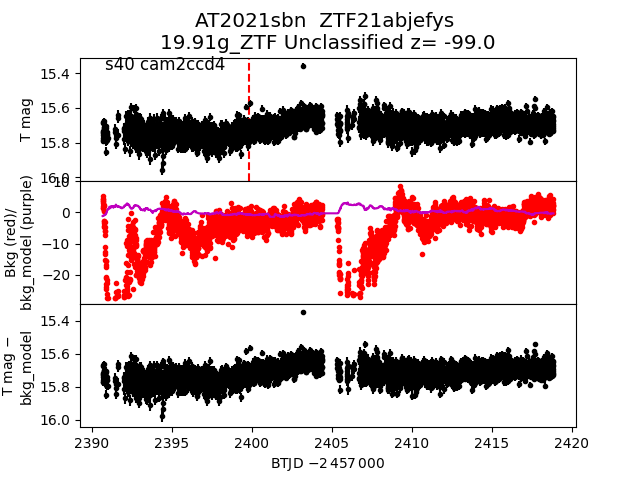 AT2021sbn  ZTF21abjefys
19.91g_ZTF Unclassified z= -99.0
s40 cam2ccd4
T mag
15.4
15.6
15.8
16.0
Bkg (red)/
bkg_model (purple)
10
0
−10
−20
T mag −
bkg_model
15.4
15.6
15.8
16.0
2390 2395 2400 2405 2410 2415 2420
BTJD −2 457 000